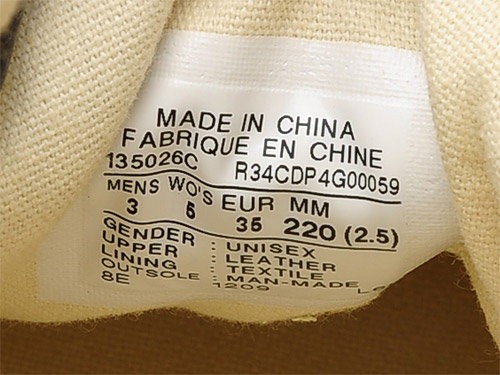 MADE IN CHINA
FABRIQUE EN CHINE
135026C R34CDP4G00059
MENS WO'S EUR MM
3 5 35 220 (2.5)
GENDER : UNISEX
UPPER : LEATHER
LINING : TEXTILE
OUTSOLE : MAN-MADE
8E 1209